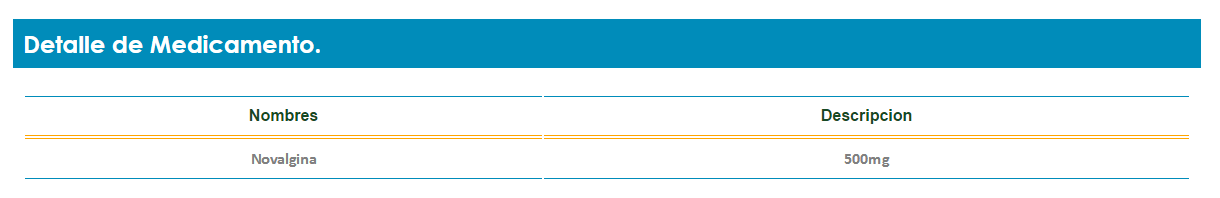 Detalle de Medicamento.
Nombres Descripcion
Novalgina 500mg